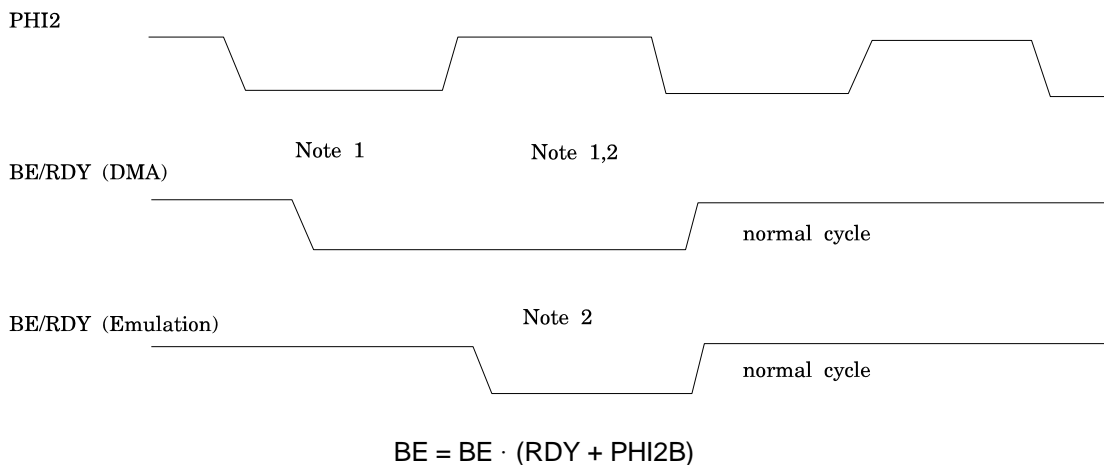 PHI2
Note 1
Note 1,2
BE/RDY (DMA)
normal cycle
BE/RDY (Emulation)
Note 2
normal cycle
BE = BE · (RDY + PHI2B)